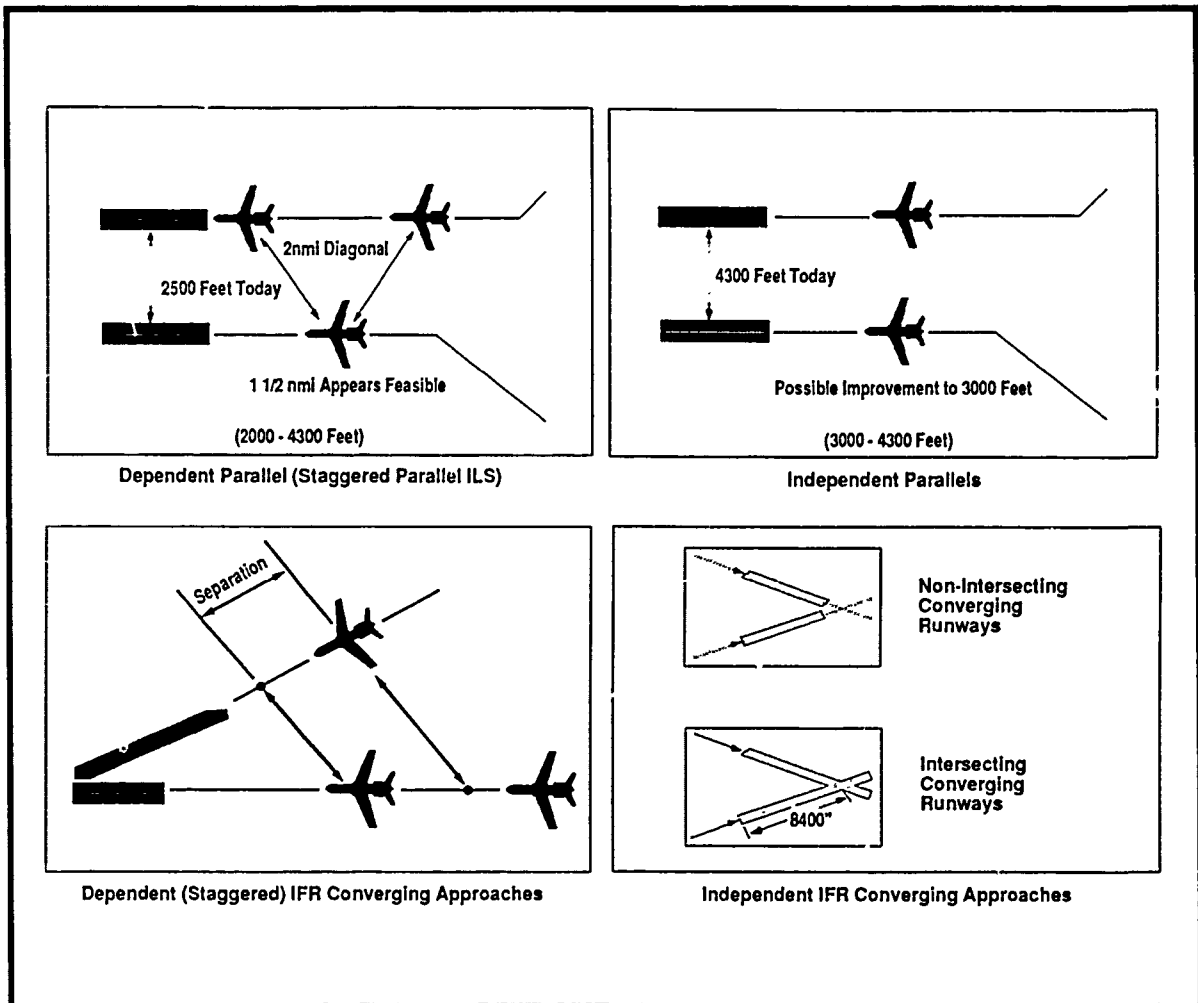 2nmi Diagonal
2500 Feet Today
1 1/2 nmi Appears Feasible
(2000 - 4300 Feet)
Dependent Parallel (Staggered Parallel ILS)
4300 Feet Today
Possible Improvement to 3000 Feet
(3000 - 4300 Feet)
Independent Parallels
Separation
Dependent (Staggered) IFR Converging Approaches
Non-Intersecting
Converging
Runways
Intersecting
Converging
Runways
8400"
Independent IFR Converging Approaches